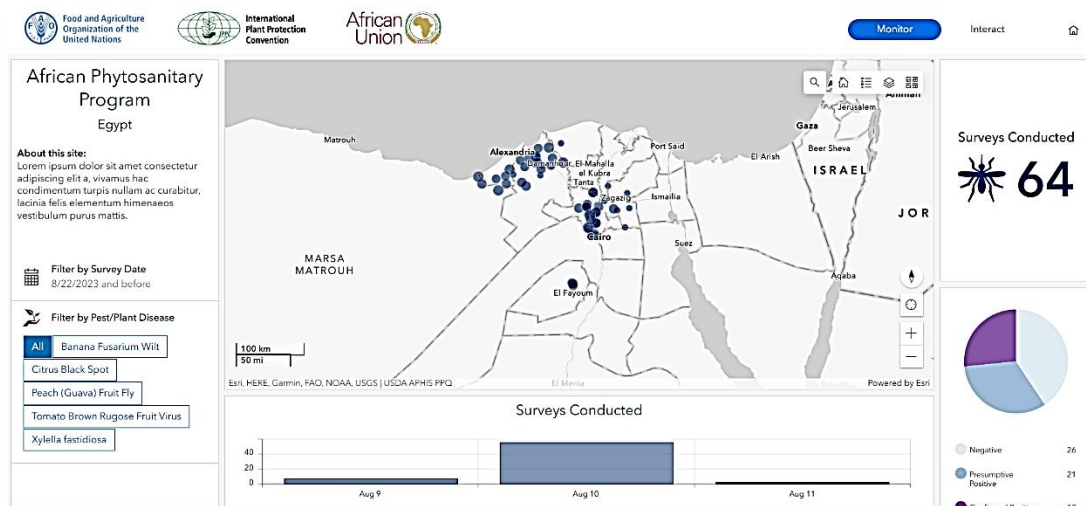 Food and Agriculture
Organization of the
United Nations
International
Plant Protection
Convention
African
Union
Monitor
Interact
African Phytosanitary
Program
Egypt
About this site:
Lorem ipsum dolor sit amet consectetur
adipiscing elit a, vivamus hac
condimentum turpis nullam ac curabitur,
lacinia felis elementum himenaeos
vestibulum purus mattis.
Filter by Survey Date
8/22/2023 and before
Filter by Pest/Plant Disease
All
Banana Fusarium Wilt
Citrus Black Spot
Peach (Guava) Fruit Fly
Tomato Brown Rugose Fruit Virus
Xylella fastidiosa
Amman
Jerusalem
Gaza
Matrouh
Port Said
Beer Sheva
Alexandria
El Arish
Damanhour
El-Mahalla
el Kubra
ISRAEL
Tanta
Zagazig
Ismailia
JOR
Cairo
Suez
MARSA
MATROUH
Aqaba
El Fayoum
100 km
50 mi
Esri, HERE, Garmin, FAO, NOAA, USGS | USDA APHIS PPQ
El Menia
Powered by Esri
Surveys Conducted
40
20
0
Aug 9
Aug 10
Aug 11
Surveys Conducted
64
Negative 26
Presumptive
Positive 21